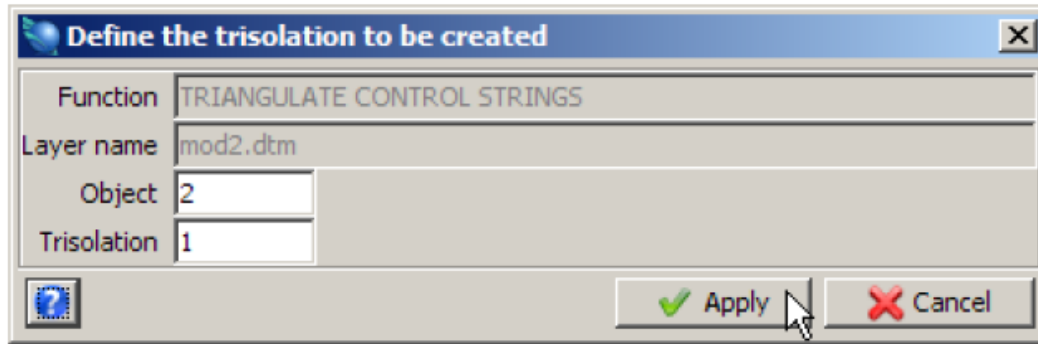 Define the trisolation to be created
Function TRIANGULATE CONTROL STRINGS
Layer name mod2.dtm
Object 2
Trisolation 1
? Apply Cancel